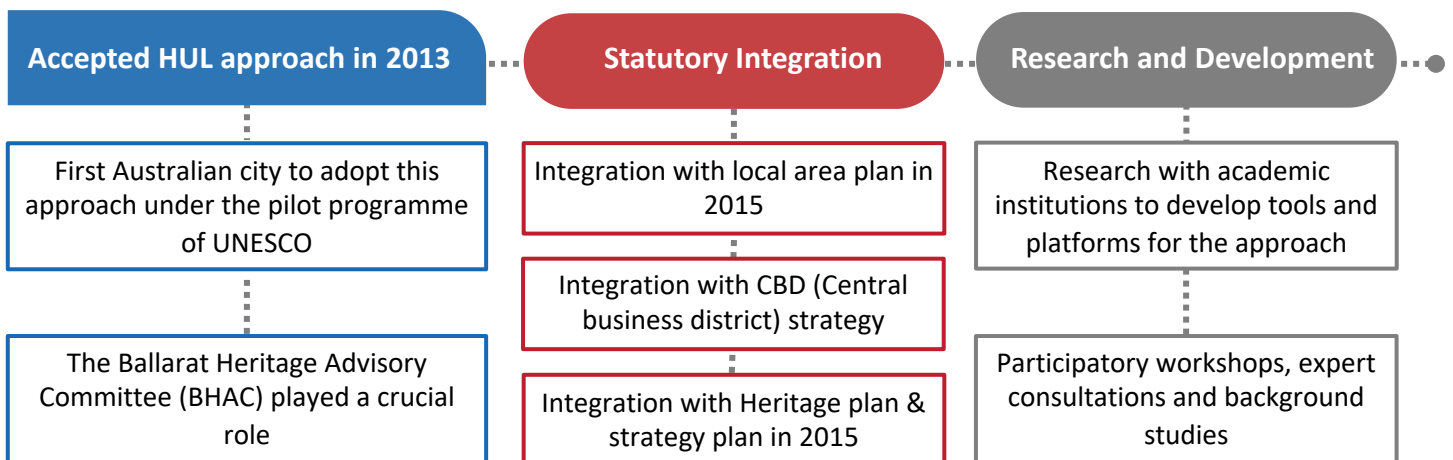 Accepted HUL approach in 2013
First Australian city to adopt this
approach under the pilot programme
of UNESCO
The Ballarat Heritage Advisory
Committee (BHAC) played a crucial
role
Statutory Integration
Integration with local area plan in
2015
Integration with CBD (Central
business district) strategy
Integration with Heritage plan &
strategy plan in 2015
Research and Development
Research with academic
institutions to develop tools and
platforms for the approach
Participatory workshops, expert
consultations and background
studies